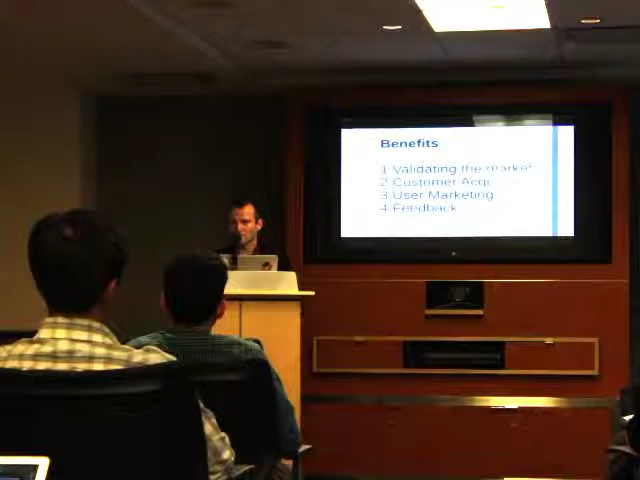 Benefits
1 Validating the market
2 Customer
3 User Marketing
4 Feedback